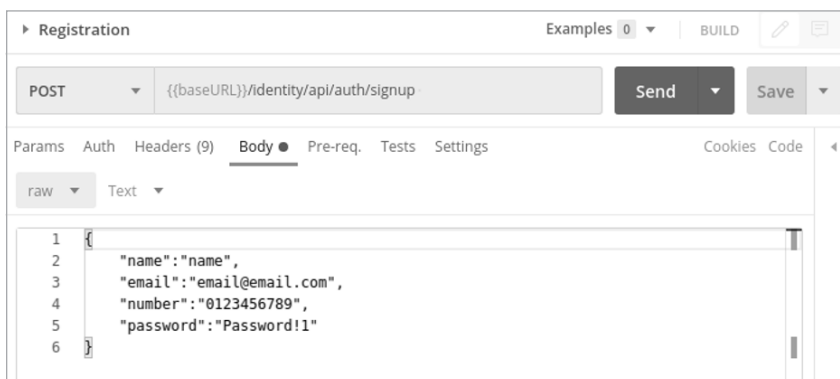 Registration Examples 0 BUILD
POST {{baseURL}}/identity/api/auth/signup Send Save
Params Auth Headers (9) Body Pre-req. Tests Settings Cookies Code
raw Text
1 {
2 "name":"name",
3 "email":"email@email.com",
4 "number":"0123456789",
5 "password":"Password!1"
6 }